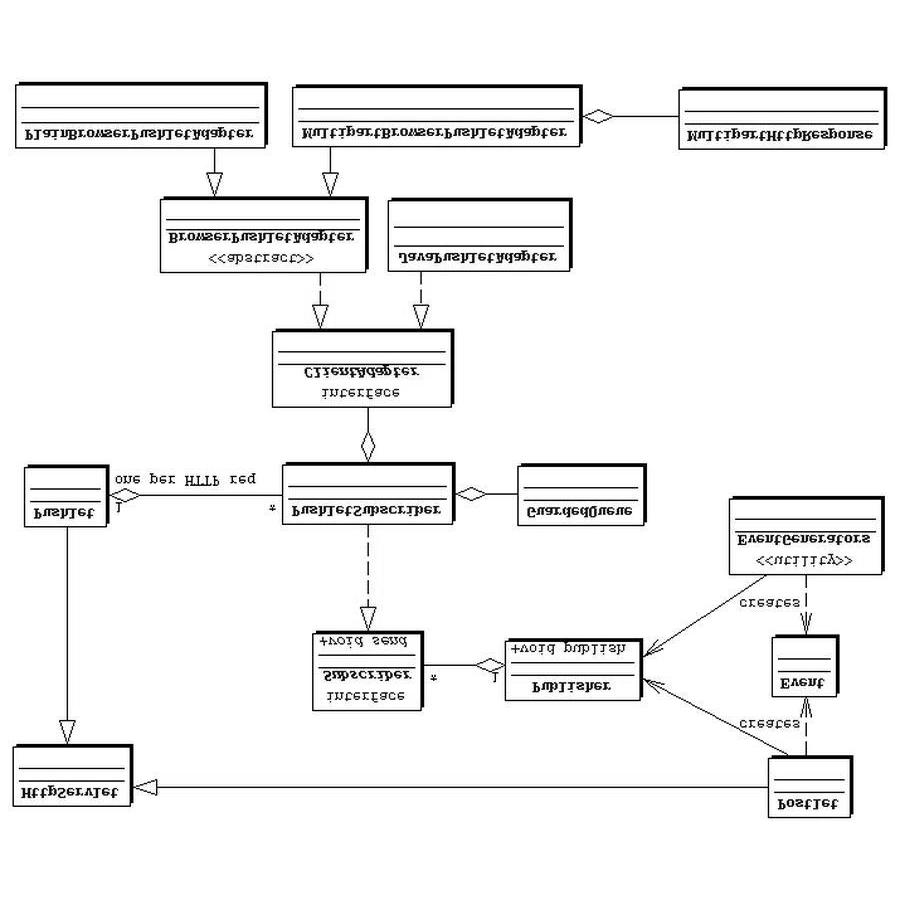 PlainBrowserPushletAdapter
MultipartBrowserPushletAdapter
MultipartHttpResponse
BrowserPushletAdapter
<<abstract>>
JavaPushletAdapter
ClientAdapter
interface
one per HTTP req
Pushlet
1
*
PushletSubscriber
GuardedQueue
EventGenerators
<<utility>>
creates
+void send
Subscriber
interface
*
+void publish
1
Publisher
Event
creates
HttpServlet
Postlet